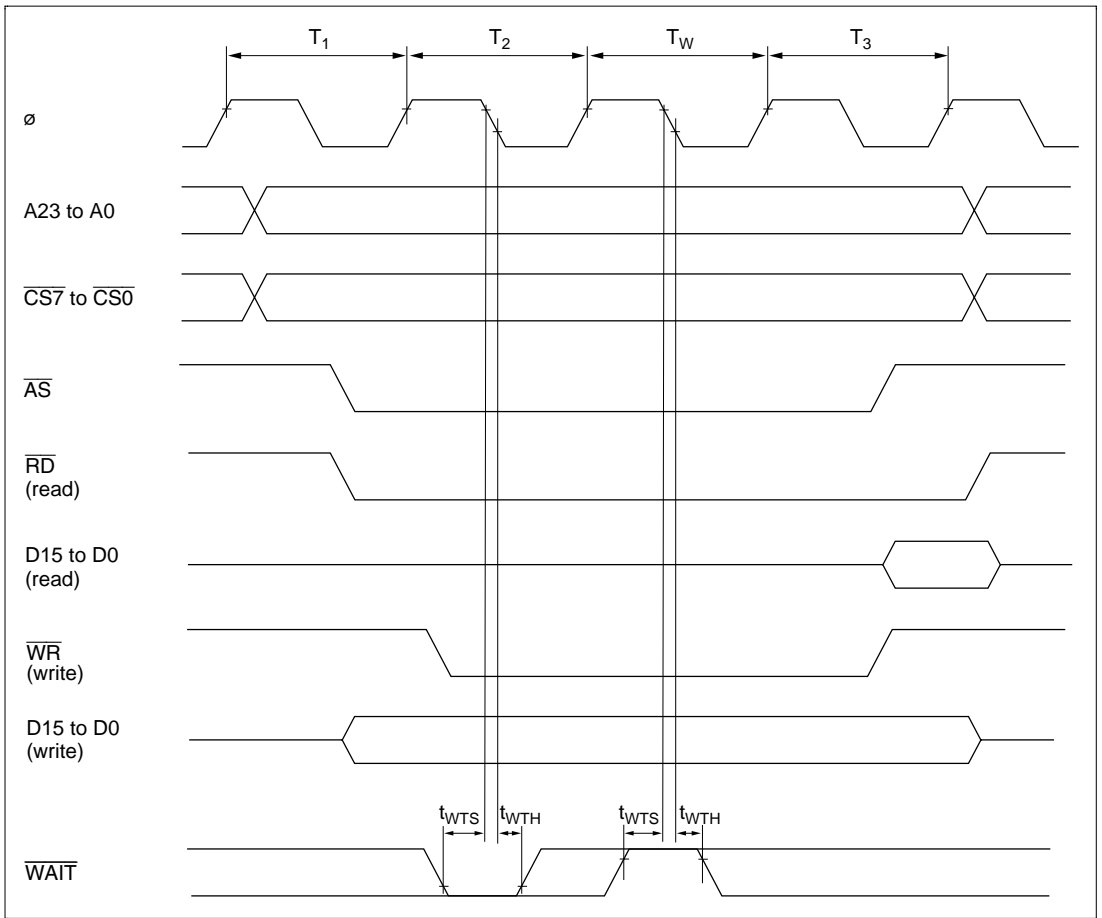 T1 T2 TW T3
ø
A23 to A0
CS7 to CS0
AS
RD
(read)
D15 to D0
(read)
WR
(write)
D15 to D0
(write)
tWTS tWTH tWTS tWTH
WAIT